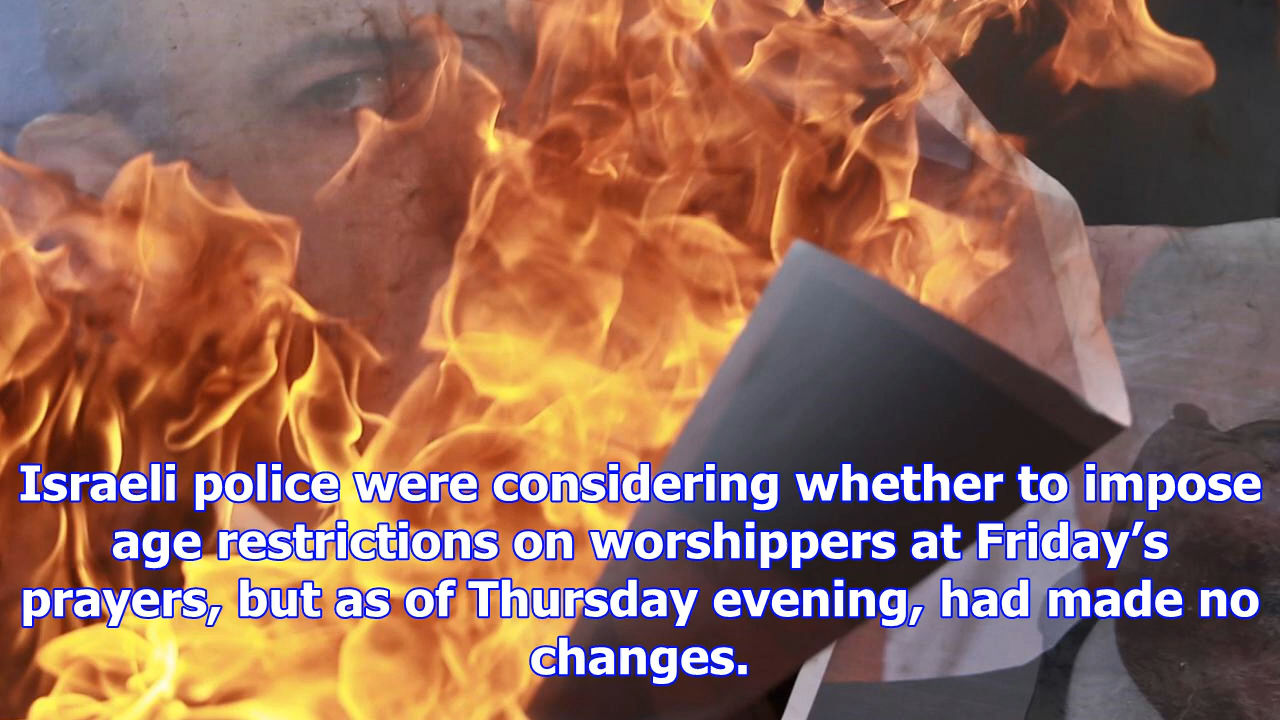 Israeli police were considering whether to impose
age restrictions on worshippers at Friday’s
prayers, but as of Thursday evening, had made no
changes.